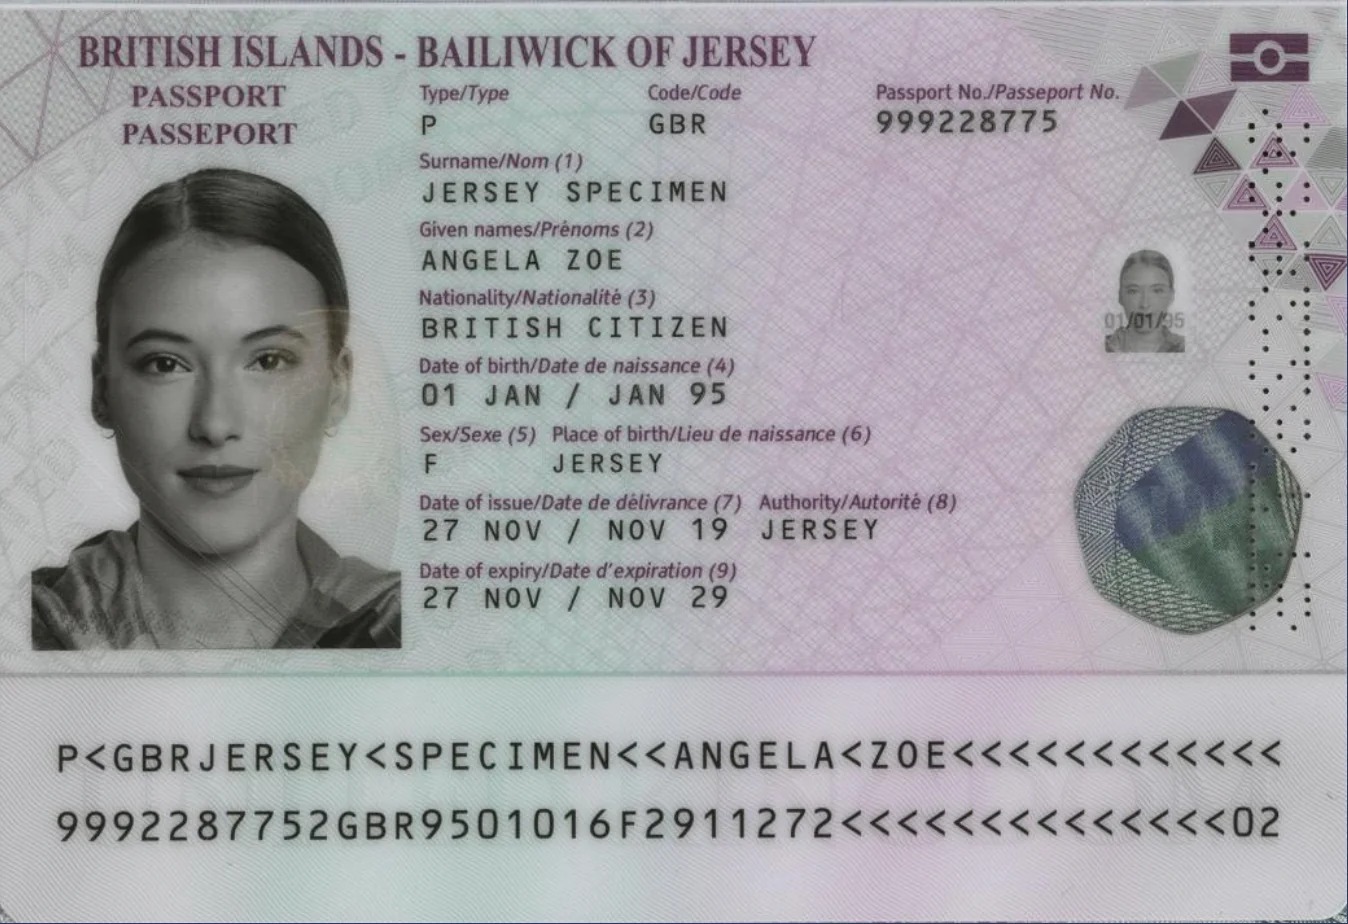 BRITISH ISLANDS - BAILIWICK OF JERSEY
PASSPORT
PASSEPORT
Type/Type Code/Code Passport No./Passeport No.
P GBR 999228775
Surname/Nom (1)
JERSEY SPECIMEN
Given names/Prénoms (2)
ANGELA ZOE
Nationality/Nationalité (3)
BRITISH CITIZEN
Date of birth/Date de naissance (4)
01 JAN / JAN 95
01/01/95
Sex/Sexe (5) Place of birth/Lieu de naissance (6)
F JERSEY
Date of issue/Date de délivrance (7) Authority/Autorité (8)
27 NOV / NOV 19 JERSEY
Date of expiry/Date d'expiration (9)
27 NOV / NOV 29
P<GBRJERSEY<SPECIMEN<<ANGELA<ZOE<<<<<<<<<<<<
9992287752GBR9501016F2911272<<<<<<<<<<<<<<02